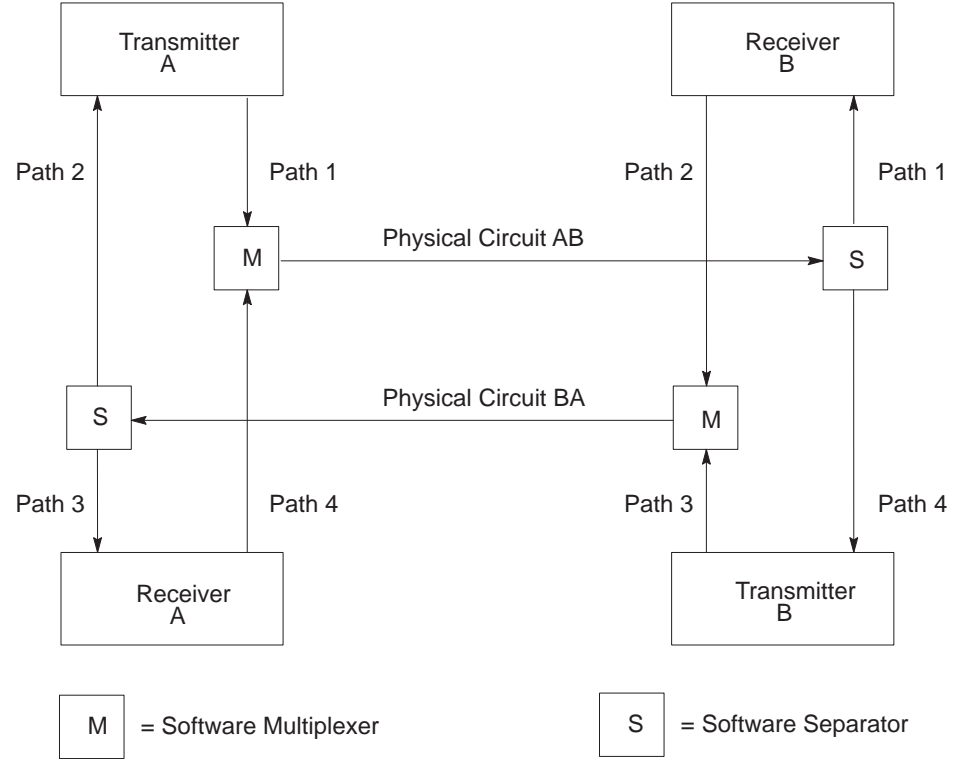 Transmitter
A
Receiver
B
Path 2
Path 1
Path 2
Path 1
Physical Circuit AB
M
S
Physical Circuit BA
S
M
Path 3
Path 4
Path 3
Path 4
Receiver
A
Transmitter
B
M = Software Multiplexer
S = Software Separator